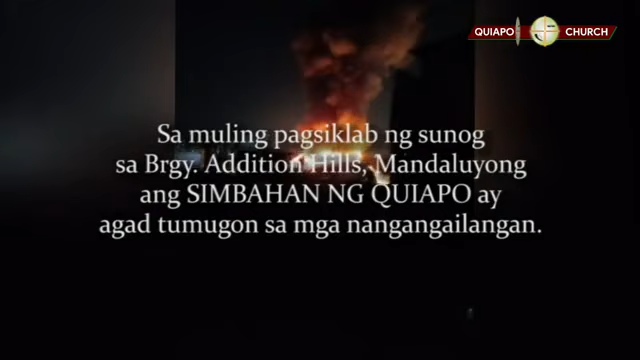 QUIAPO CHURCH
Sa muling pagsiklab ng sunog
sa Brgy. Addition Hills, Mandaluyong
ang SIMBAHAN NG QUIAPO ay
agad tumugon sa mga nangangailangan.